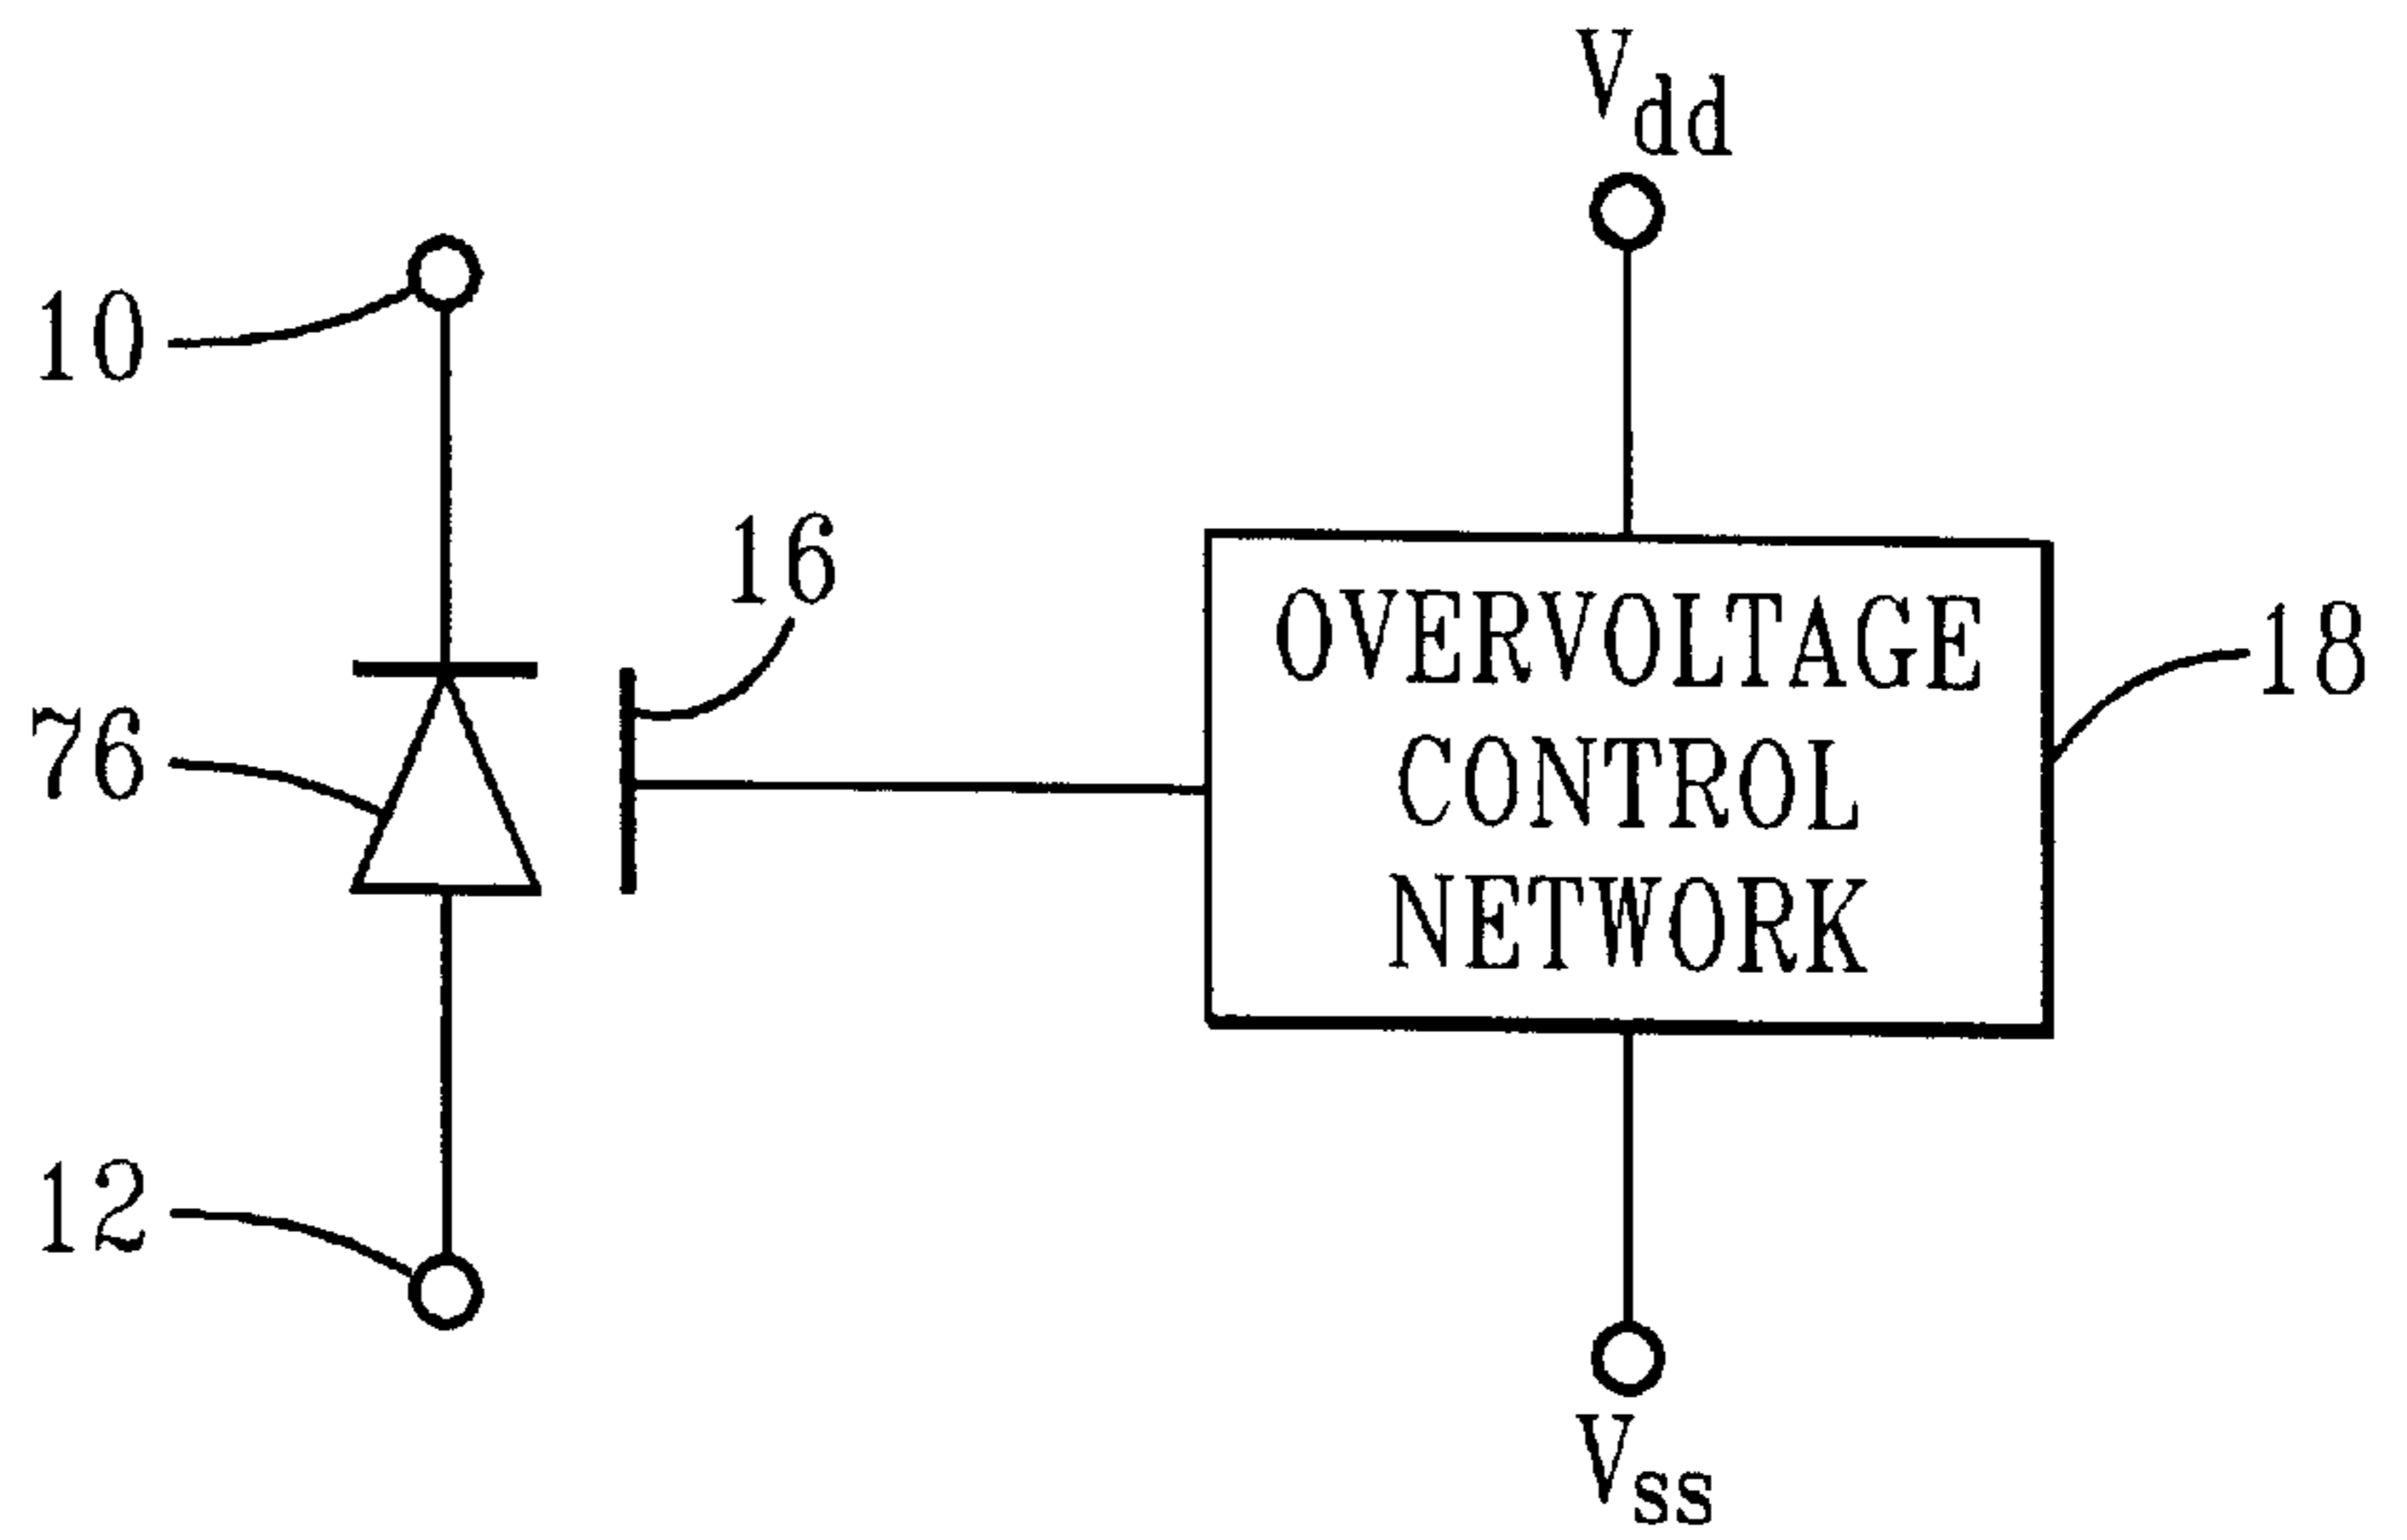 Vdd
10
16
OVERVOLTAGE
CONTROL
NETWORK
18
76
12
Vss